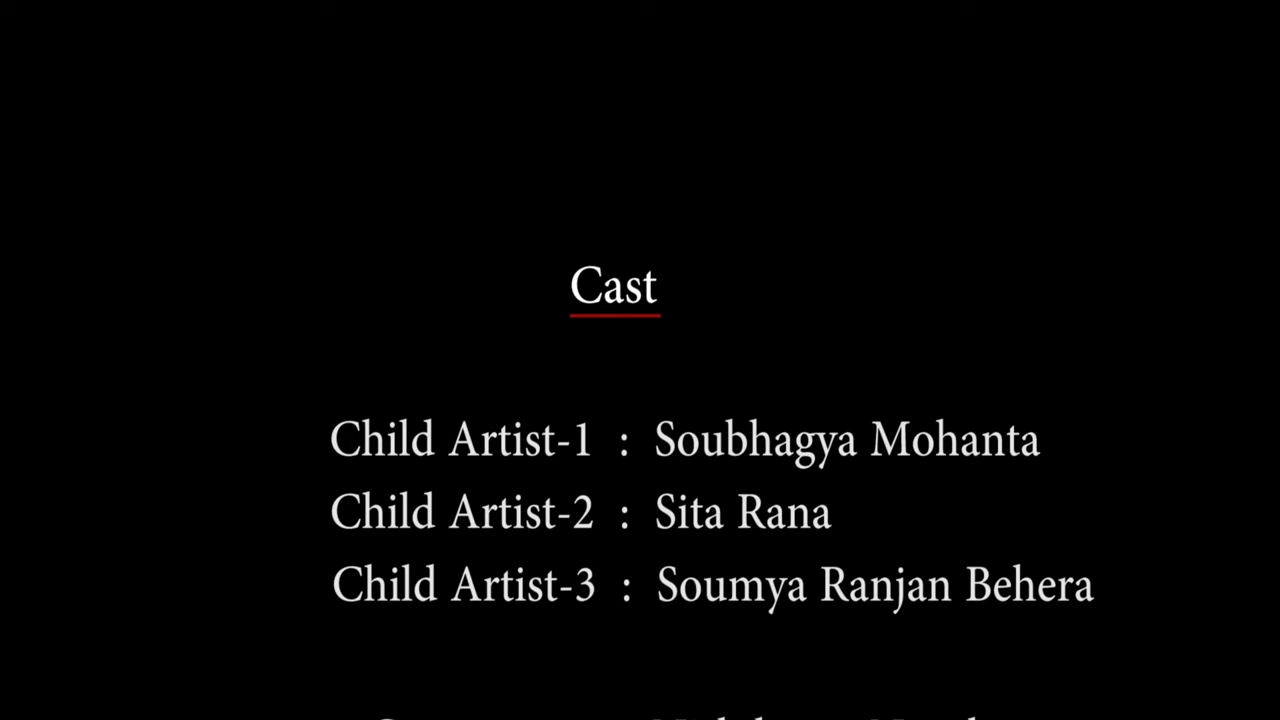 Cast
Child Artist-1 : Soubhagya Mohanta
Child Artist-2 : Sita Rana
Child Artist-3 : Soumya Ranjan Behera